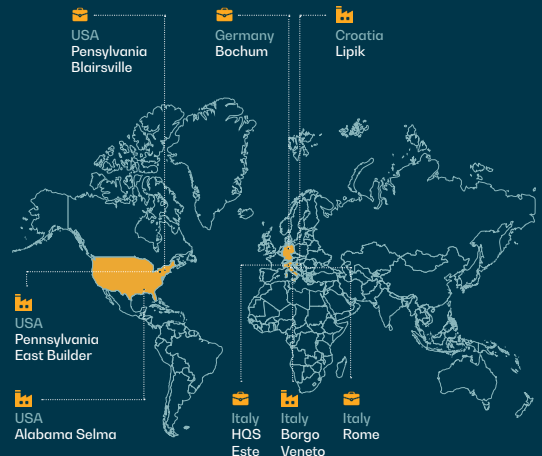 USA
Pensylvania
Blairsville
Germany
Bochum
Croatia
Lipik
USA
Pennsylvania
East Builder
USA
Alabama Selma
Italy
HQS
Este
Italy
Borgo
Veneto
Italy
Rome